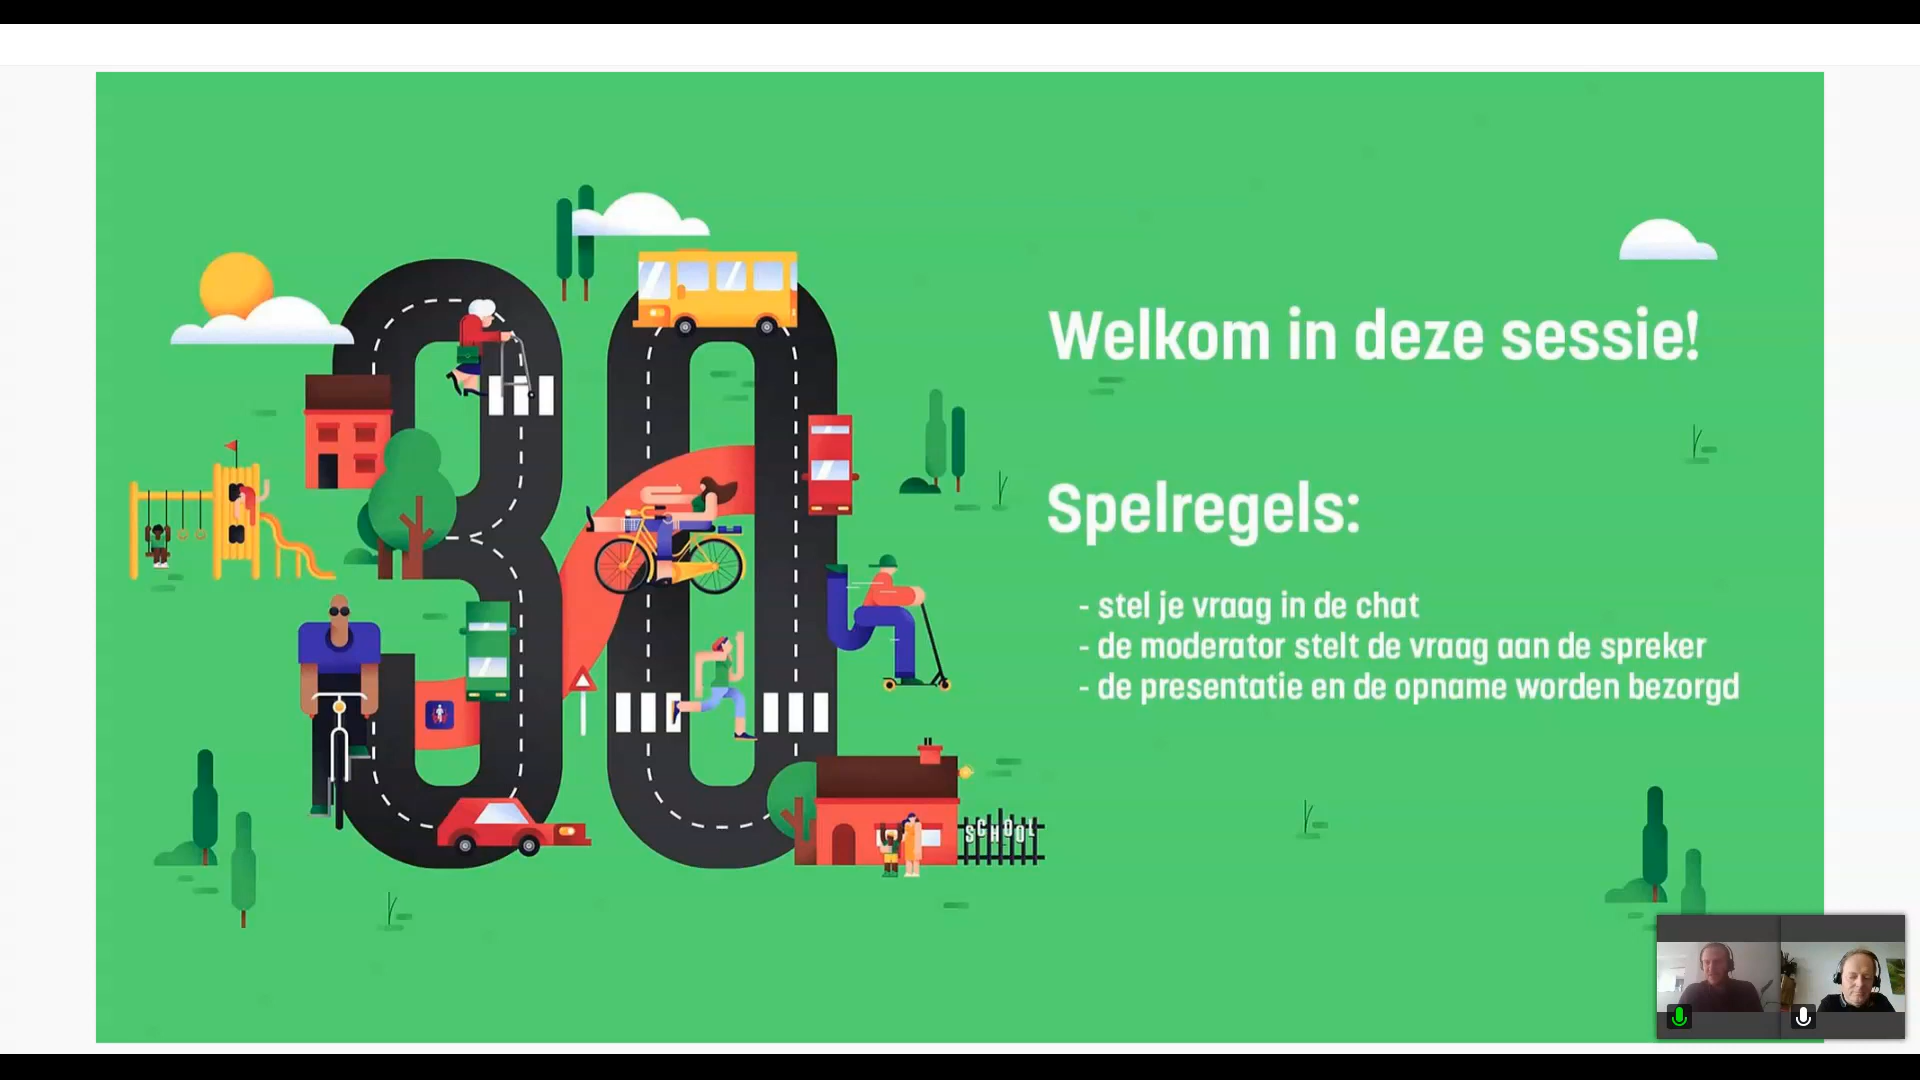 Welkom in deze sessie!
Spelregels:
- stel je vraag in de chat
- de moderator stelt de vraag aan de spreker
- de presentatie en de opname worden bezorgd
SCHOOL